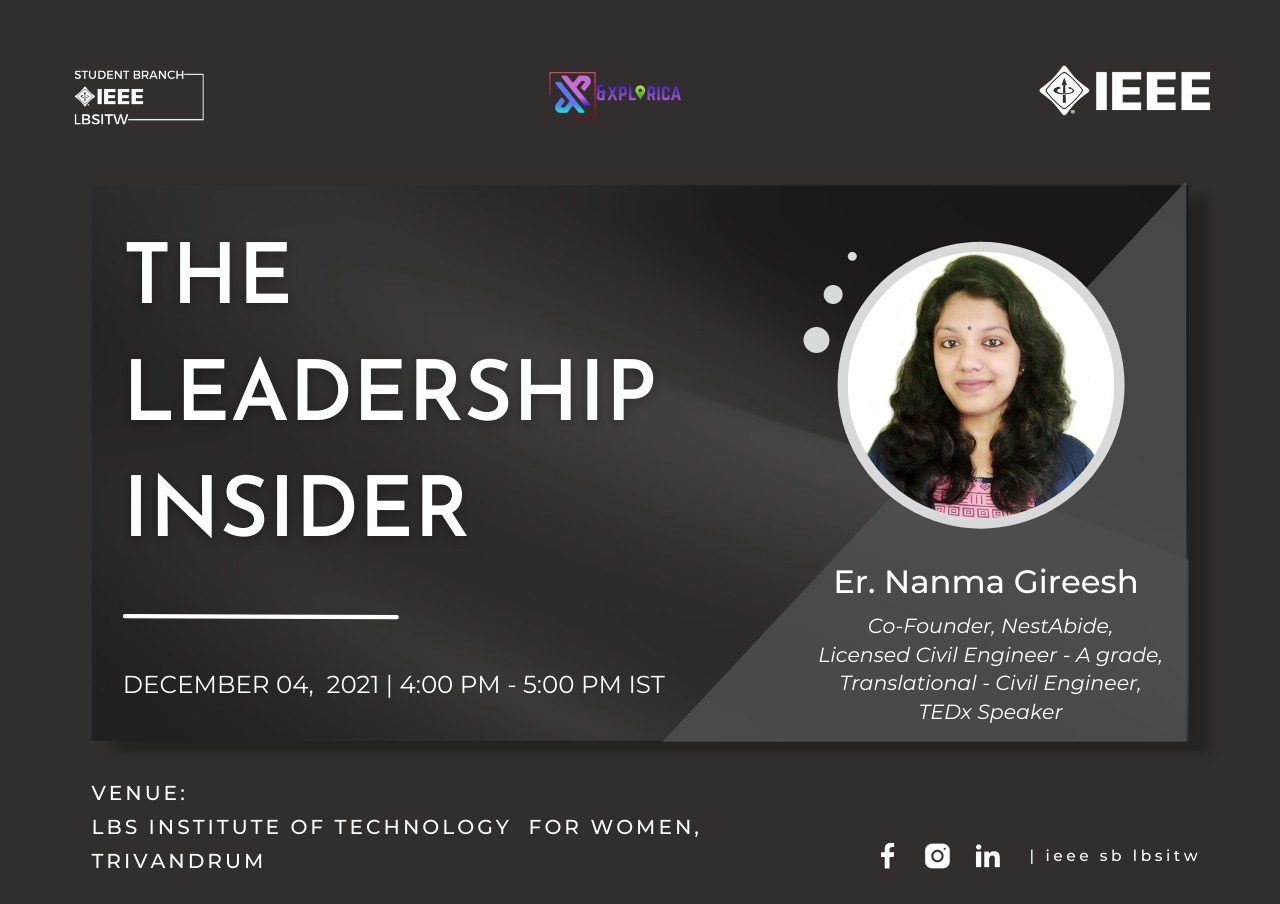 STUDENT BRANCH
IEEE
LBSITW
&XPLORICA
IEEE
THE
LEADERSHIP
INSIDER
DECEMBER 04, 2021 | 4:00 PM - 5:00 PM IST
Er. Nanma Gireesh
Co-Founder, NestAbide,
Licensed Civil Engineer - A grade,
Translational - Civil Engineer,
TEDx Speaker
VENUE:
LBS INSTITUTE OF TECHNOLOGY FOR WOMEN,
TRIVANDRUM
| ieee sb lbsitw